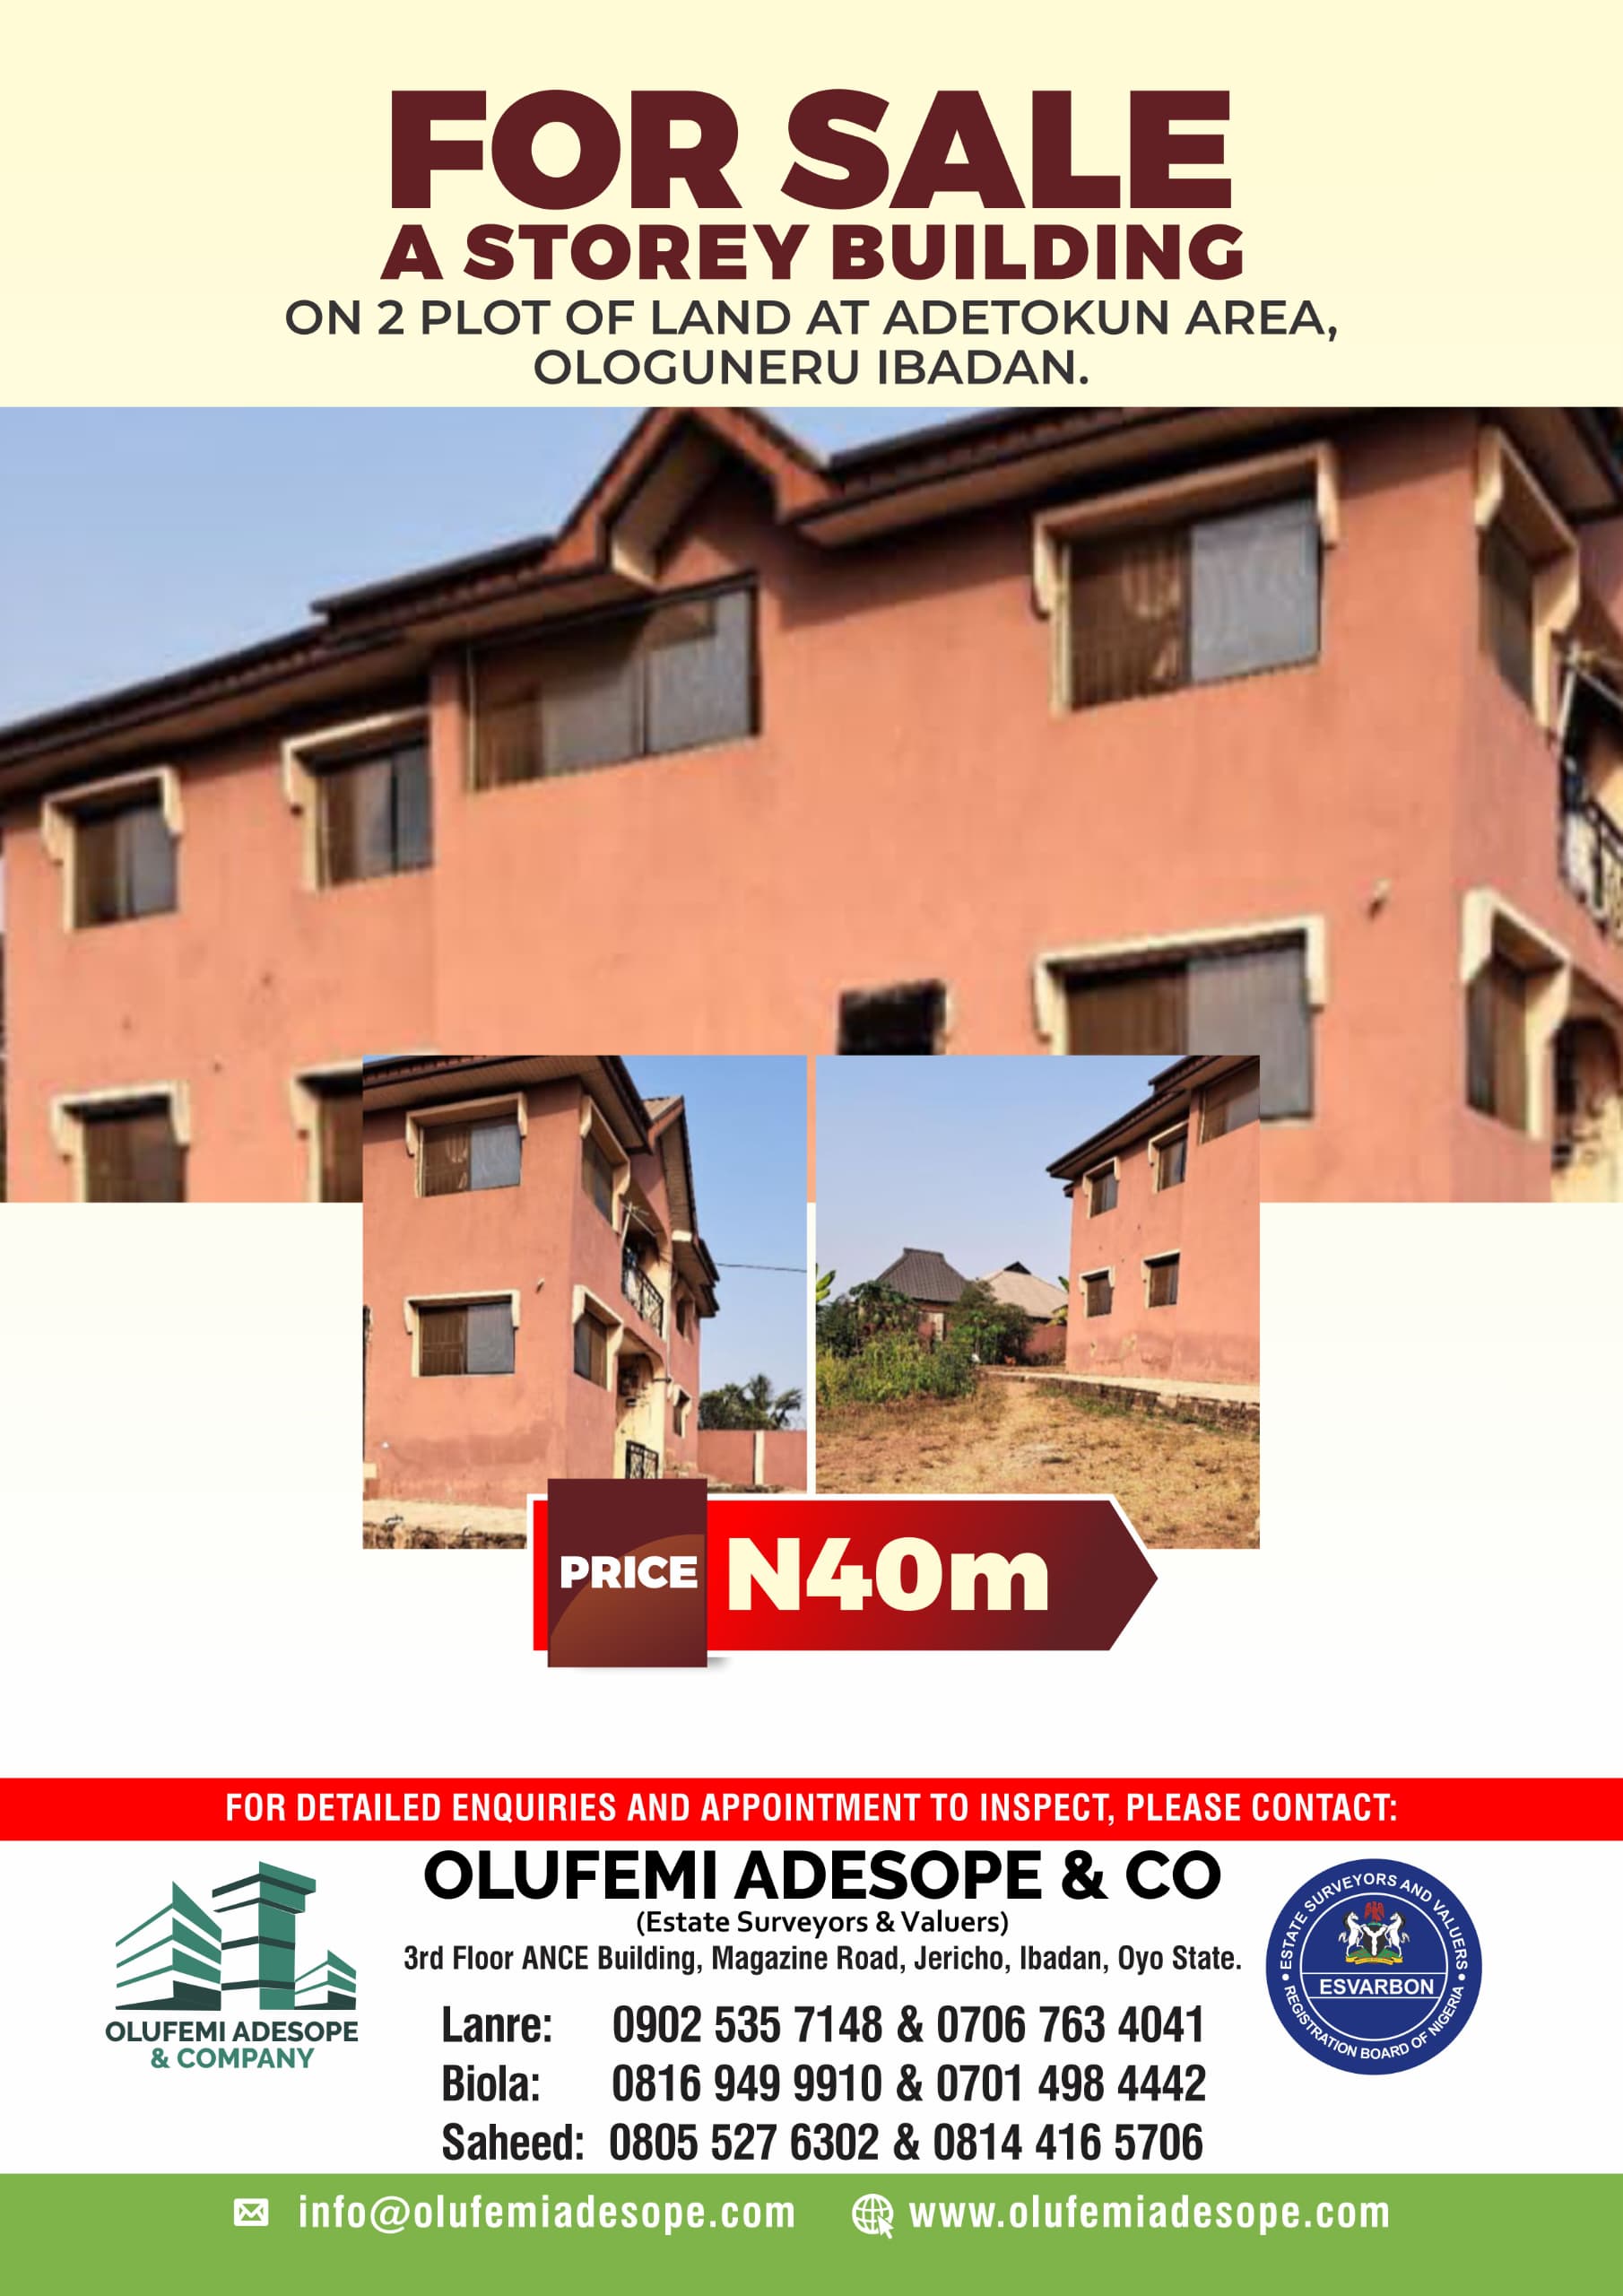 FOR SALE
A STOREY BUILDING
ON 2 PLOT OF LAND AT ADETOKUN AREA,
OLOGUNERU IBADAN.
PRICE N40m
FOR DETAILED ENQUIRIES AND APPOINTMENT TO INSPECT, PLEASE CONTACT:
OLUFEMI ADESOPE & CO
(Estate Surveyors & Valuers)
3rd Floor ANCE Building, Magazine Road, Jericho, Ibadan, Oyo State.
Lanre: 0902 535 7148 & 0706 763 4041
Biola: 0816 949 9910 & 0701 498 4442
Saheed: 0805 527 6302 & 0814 416 5706
OLUFEMI ADESOPE
& COMPANY
ESTATE SURVEYORS AND VALUERS
ESVARBON
REGISTRATION BOARD OF NIGERIA
info@olufemiadesope.com www.olufemiadesope.com